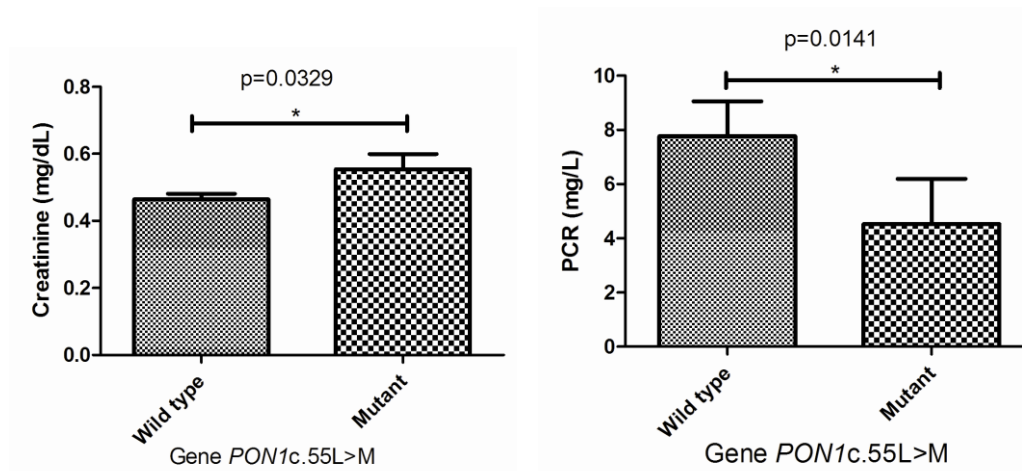 p=0.0329
*
Creatinine (mg/dL)
0.8
0.6
0.4
0.2
0.0
Wild type
Mutant
Gene PON1c.55L>M
p=0.0141
*
PCR (mg/L)
10
8
6
4
2
0
Wild type
Mutant
Gene PON1c.55L>M